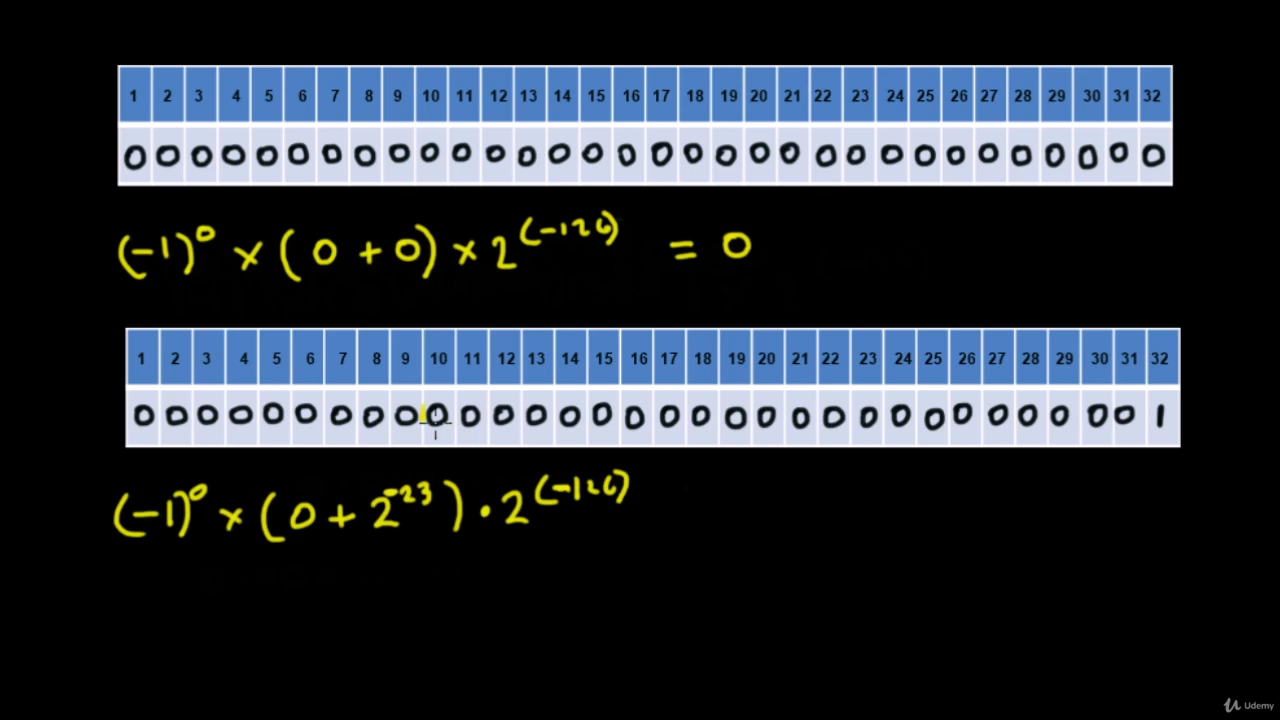 1 2 3 4 5 6 7 8 9 10 11 12 13 14 15 16 17 18 19 20 21 22 23 24 25 26 27 28 29 30 31 32
0 0 0 0 0 0 0 0 0 0 0 0 0 0 0 0 0 0 0 0 0 0 0 0 0 0 0 0 0 0 0 0
(-1)⁰ × (0 + 0) × 2⁽⁻¹²⁶⁾ = 0
1 2 3 4 5 6 7 8 9 10 11 12 13 14 15 16 17 18 19 20 21 22 23 24 25 26 27 28 29 30 31 32
0 0 0 0 0 0 0 0 0 0 0 0 0 0 0 0 0 0 0 0 0 0 0 0 0 0 0 0 0 0 0 1
(-1)⁰ × (0 + 2⁻²³) · 2⁽⁻¹²⁶⁾
Udemy